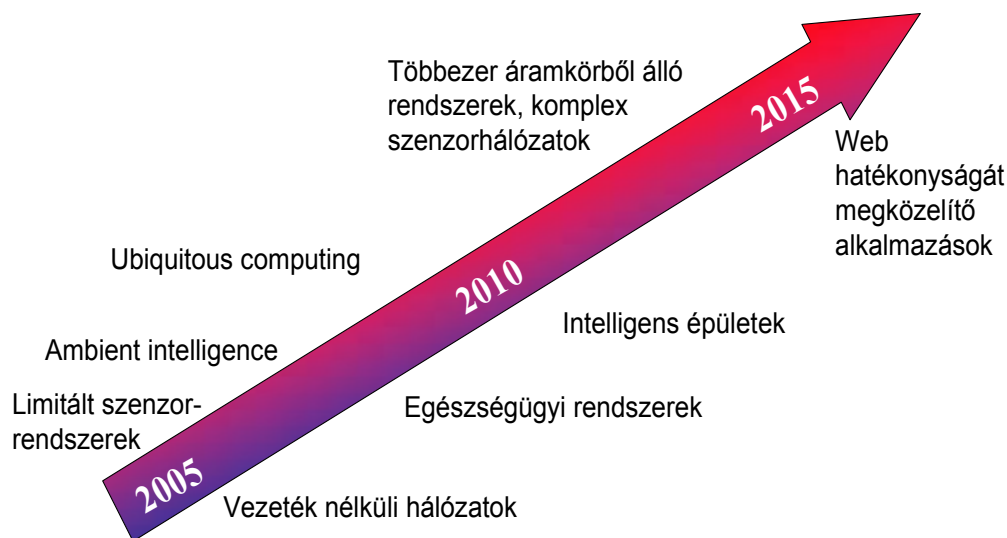 Többezer áramkörből álló
rendszerek, komplex
szenzorhálózatok
2015
Web
hatékonyságát
megközelítő
alkalmazások
Ubiquitous computing
2010
Intelligens épületek
Ambient intelligence
Limitált szenzor-
rendszerek
Egészségügyi rendszerek
2005
Vezeték nélküli hálózatok